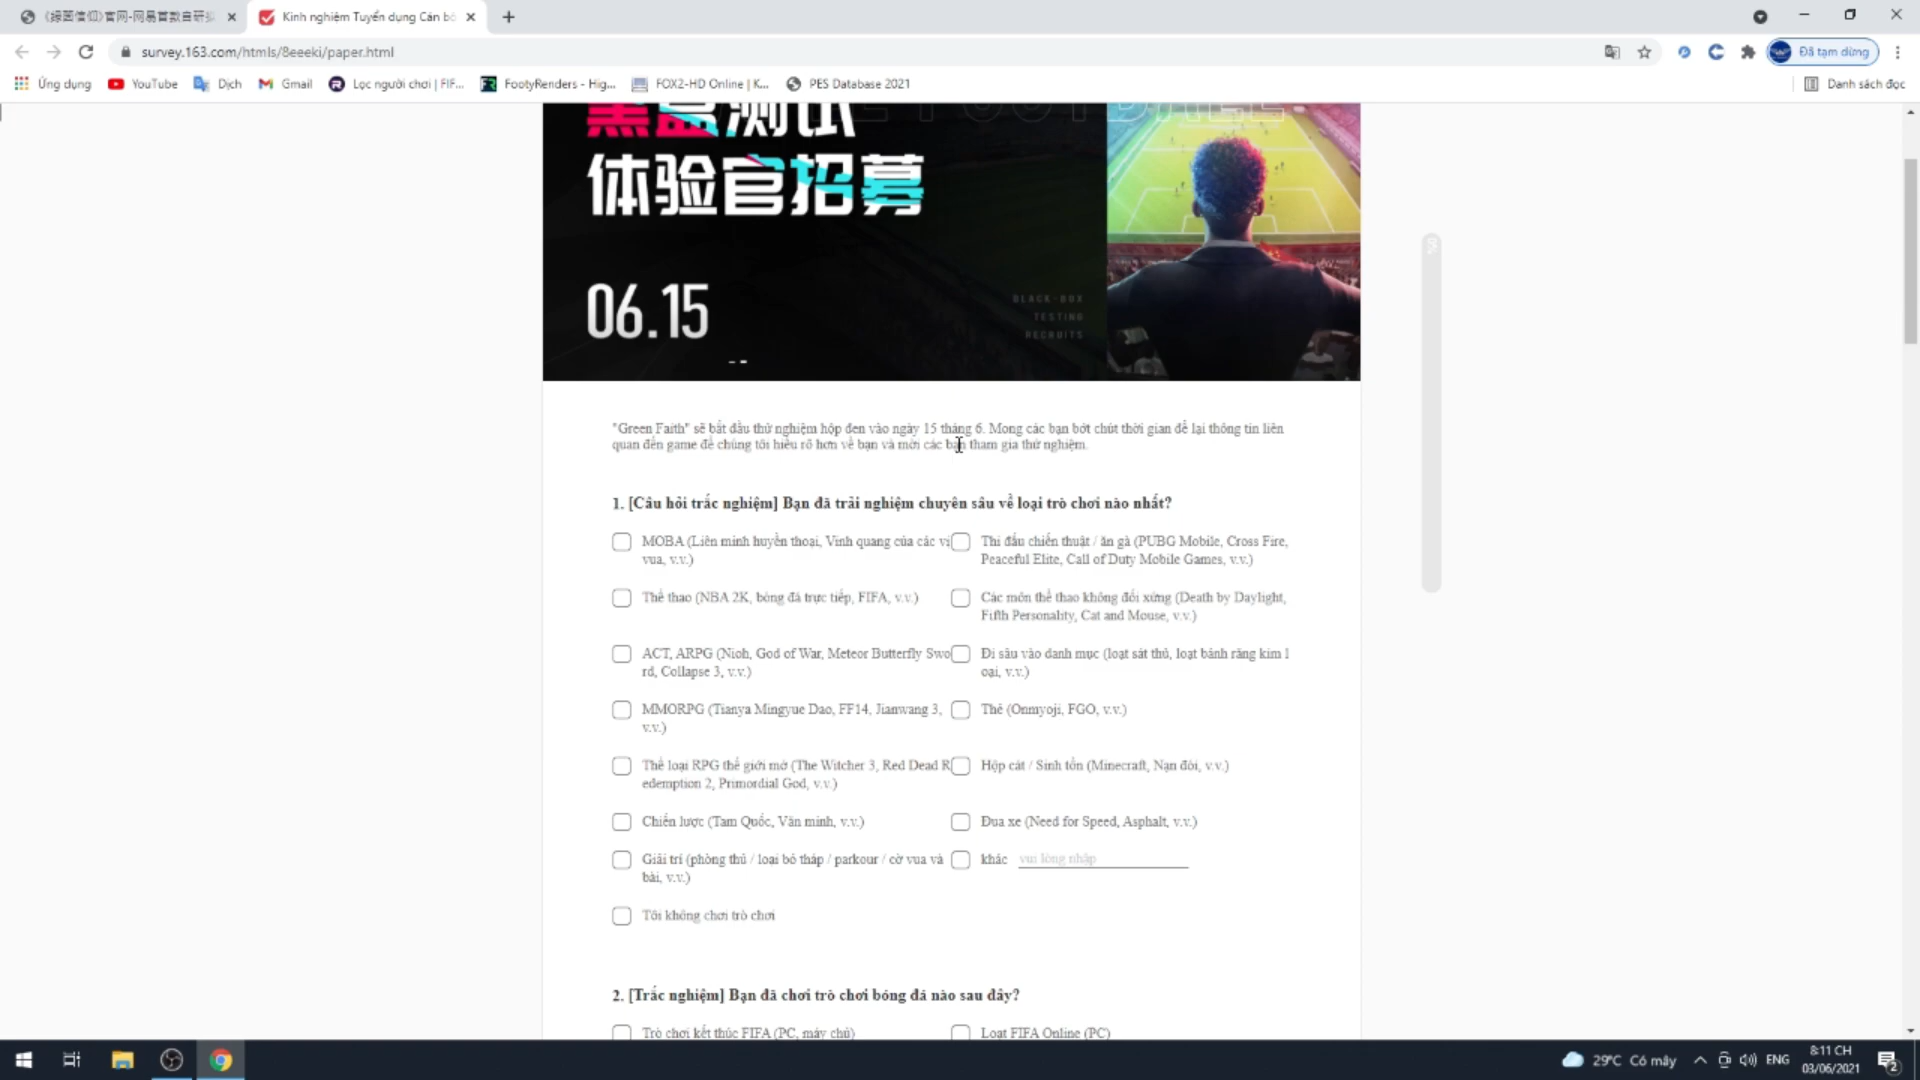 Kinh nghiệm Tuyển dụng Cán bộ
survey.163.com/htmls/8eeeki/paper.html
Đã tạm dừng
Ứng dụng
YouTube
Dịch
Gmail
Lọc người chơi | FIF...
FootyRenders - Hig...
FOX2-HD Online | K...
PES Database 2021
Danh sách đọc
黑盒测试
体验官招募
06.15
BLACK-BOX
TESTING
RECRUITS
"Green Faith" sẽ bắt đầu thử nghiệm hộp đen vào ngày 15 tháng 6. Mong các bạn bớt chút thời gian để lại thông tin liên
quan đến game để chúng tôi hiểu rõ hơn về bạn và mời các bạn tham gia thử nghiệm.
1. [Câu hỏi trắc nghiệm] Bạn đã trải nghiệm chuyên sâu về loại trò chơi nào nhất?
MOBA (Liên minh huyền thoại, Vinh quang của các vị
vua, v.v.)
Thi đấu chiến thuật / ăn gà (PUBG Mobile, Cross Fire,
Peaceful Elite, Call of Duty Mobile Games, v.v.)
Thể thao (NBA 2K, bóng đá trực tiếp, FIFA, v.v.)
Các môn thể thao không đối xứng (Death by Daylight,
Fifth Personality, Cat and Mouse, v.v.)
ACT, ARPG (Nioh, God of War, Meteor Butterfly Swo
rd, Collapse 3, v.v.)
Đi sâu vào danh mục (loạt sát thủ, loạt bánh răng kim l
oại, v.v.)
MMORPG (Tianya Mingyue Dao, FF14, Jianwang 3,
v.v.)
Thẻ (Onmyoji, FGO, v.v.)
Thể loại RPG thế giới mở (The Witcher 3, Red Dead R
edemption 2, Primordial God, v.v.)
Hộp cát / Sinh tồn (Minecraft, Nạn đói, v.v.)
Chiến lược (Tam Quốc, Văn minh, v.v.)
Đua xe (Need for Speed, Asphalt, v.v.)
Giải trí (phòng thủ / loại bỏ tháp / parkour / cờ vua và
bài, v.v.)
khác vui lòng nhập
Tôi không chơi trò chơi
2. [Trắc nghiệm] Bạn đã chơi trò chơi bóng đá nào sau đây?
Trò chơi kết thúc FIFA (PC, máy chủ)
Loạt FIFA Online (PC)
29°C Có mây
ENG
8:11 CH
03/06/2021
2